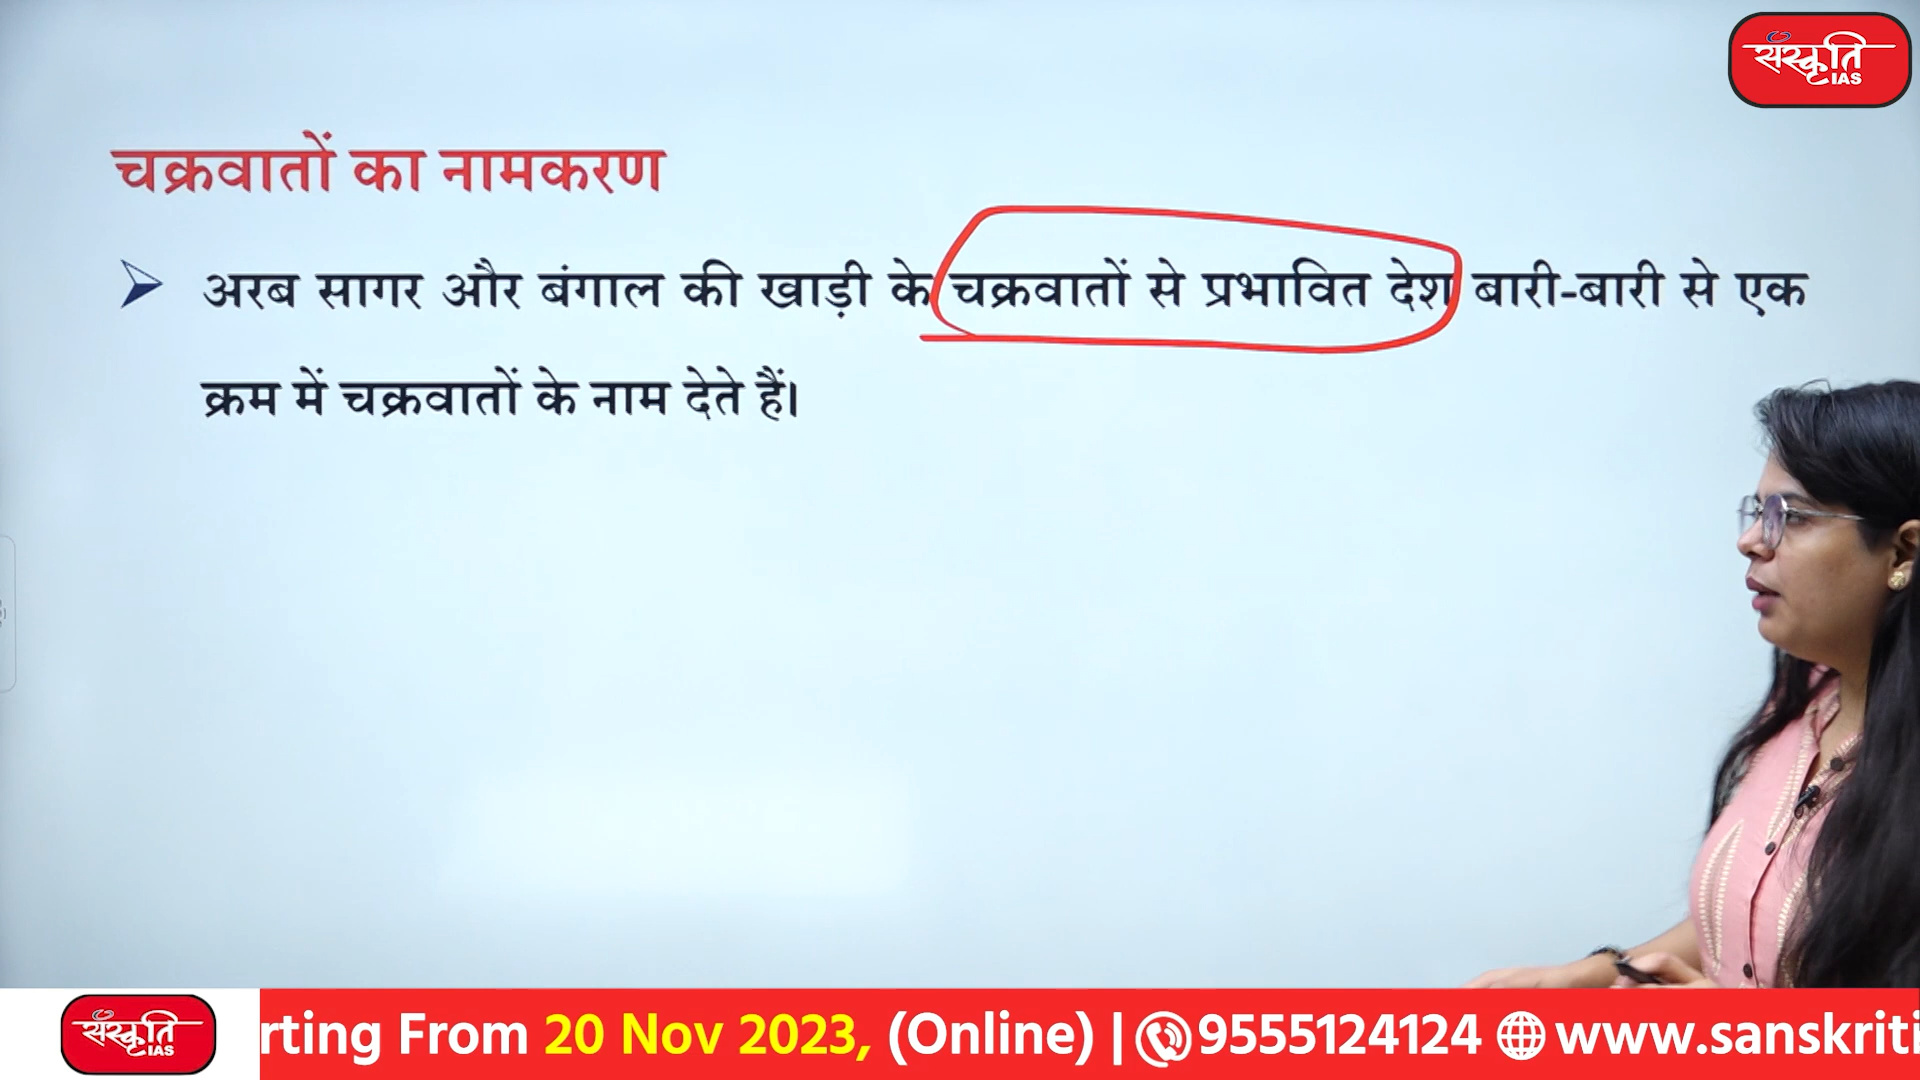 संस्कृति
IAS
चक्रवातों का नामकरण
अरब सागर और बंगाल की खाड़ी के चक्रवातों से प्रभावित देश बारी-बारी से एक
क्रम में चक्रवातों के नाम देते हैं।
संस्कृति
IAS
rting From 20 Nov 2023, (Online) | 9555124124 www.sanskriti